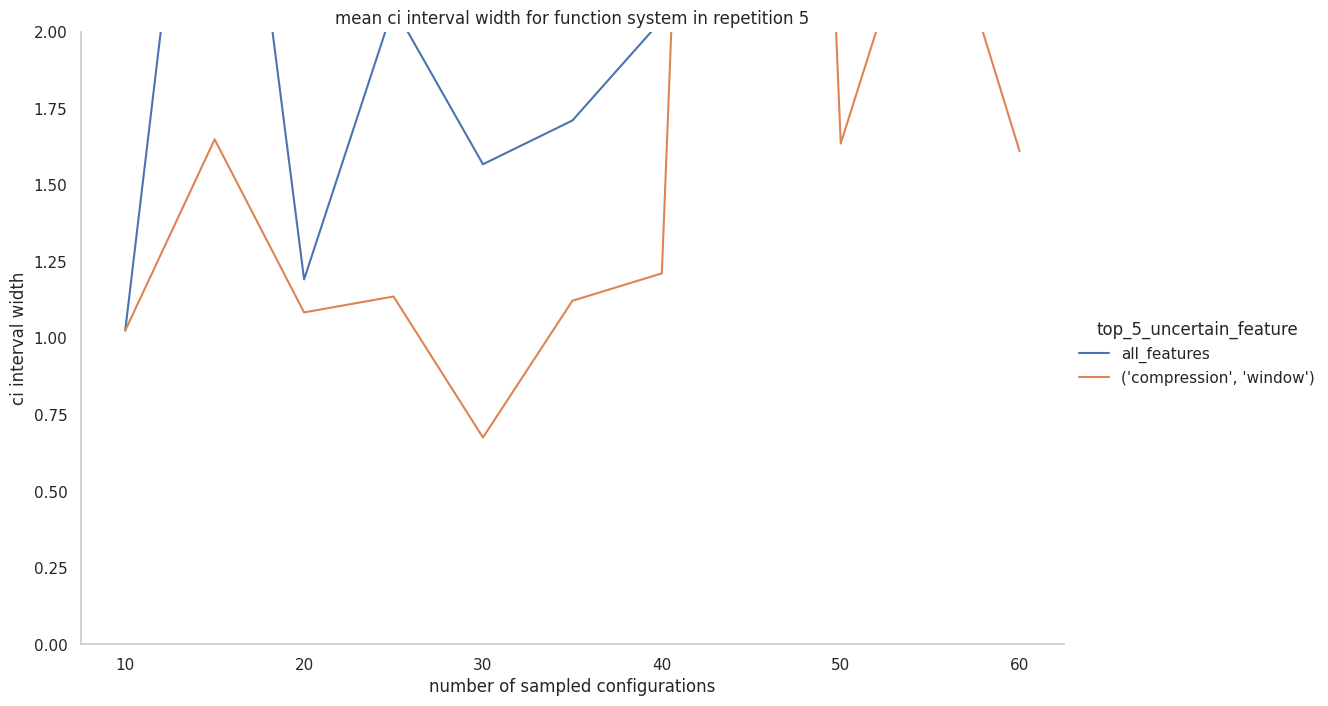 mean ci interval width for function system in repetition 5
2.00
1.75
1.50
1.25
1.00
0.75
0.50
0.25
0.00
ci interval width
10
20
30
40
50
60
number of sampled configurations
top_5_uncertain_feature
all_features
('compression', 'window')